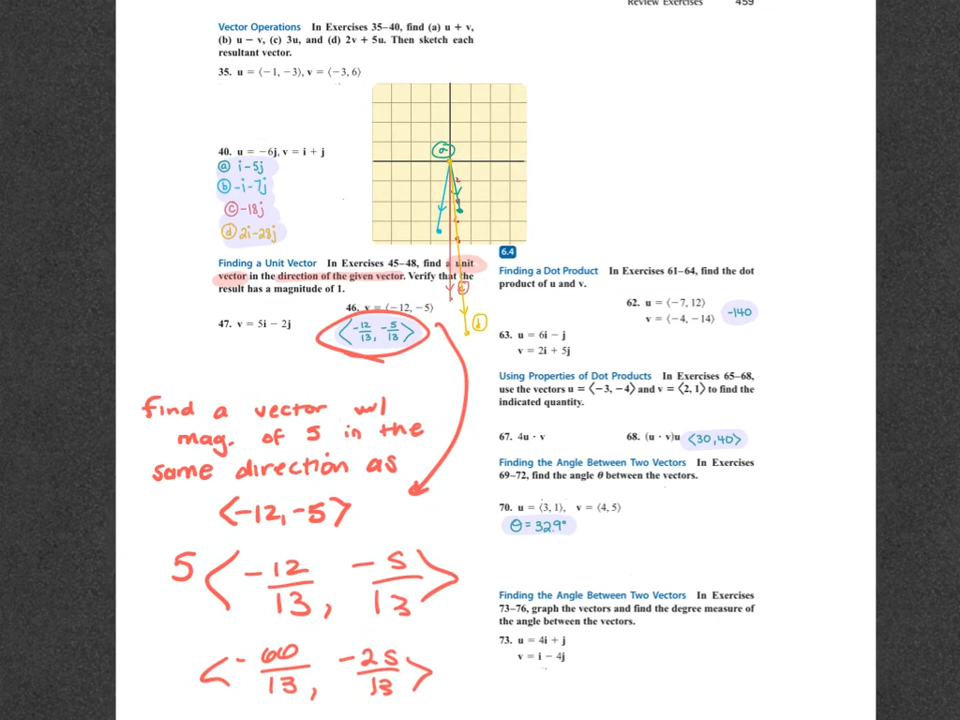 Review Exercises 459
Vector Operations In Exercises 35–40, find (a) u + v,
(b) u − v, (c) 3u, and (d) 2v + 5u. Then sketch each
resultant vector.
35. u = ⟨−1, −3⟩, v = ⟨−3, 6⟩
40. u = −6j, v = i + j
ⓐ i-5j
ⓑ -i-7j
ⓒ -18j
ⓓ 2i-28j
Finding a Unit Vector In Exercises 45–48, find a unit
vector in the direction of the given vector. Verify that the
result has a magnitude of 1.
46. v = ⟨−12, −5⟩
47. v = 5i − 2j
<-12/13, -5/13>
find a vector w/
mag. of 5 in the
same direction as
<-12,-5>
5<-12/13, -5/13>
<-60/13, -25/13>
a
c
d
6.4
Finding a Dot Product In Exercises 61–64, find the dot
product of u and v.
62. u = ⟨−7, 12⟩
v = ⟨−4, −14⟩
-140
63. u = 6i − j
v = 2i + 5j
Using Properties of Dot Products In Exercises 65–68,
use the vectors u = ⟨−3, −4⟩ and v = ⟨2, 1⟩ to find the
indicated quantity.
67. 4u · v
68. (u · v)u <30,40>
Finding the Angle Between Two Vectors In Exercises
69–72, find the angle θ between the vectors.
70. u = ⟨3, 1⟩, v = ⟨4, 5⟩
θ = 32.9°
Finding the Angle Between Two Vectors In Exercises
73–76, graph the vectors and find the degree measure of
the angle between the vectors.
73. u = 4i + j
v = i − 4j